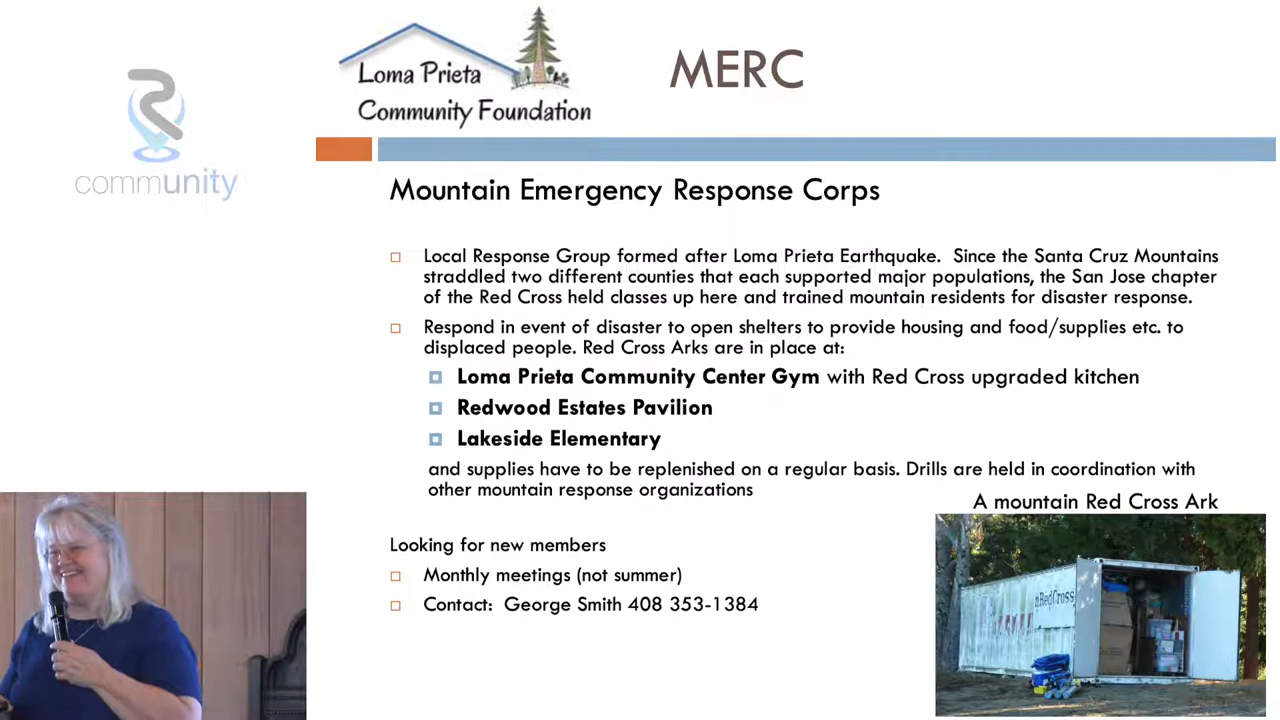 Loma Prieta
Community Foundation
MERC
community
Mountain Emergency Response Corps
Local Response Group formed after Loma Prieta Earthquake.  Since the Santa Cruz Mountains
straddled two different counties that each supported major populations, the San Jose chapter
of the Red Cross held classes up here and trained mountain residents for disaster response.
Respond in event of disaster to open shelters to provide housing and food/supplies etc. to
displaced people. Red Cross Arks are in place at:
Loma Prieta Community Center Gym with Red Cross upgraded kitchen
Redwood Estates Pavilion
Lakeside Elementary
and supplies have to be replenished on a regular basis. Drills are held in coordination with
other mountain response organizations
A mountain Red Cross Ark
Looking for new members
Monthly meetings (not summer)
Contact:  George Smith 408 353-1384
RedCross